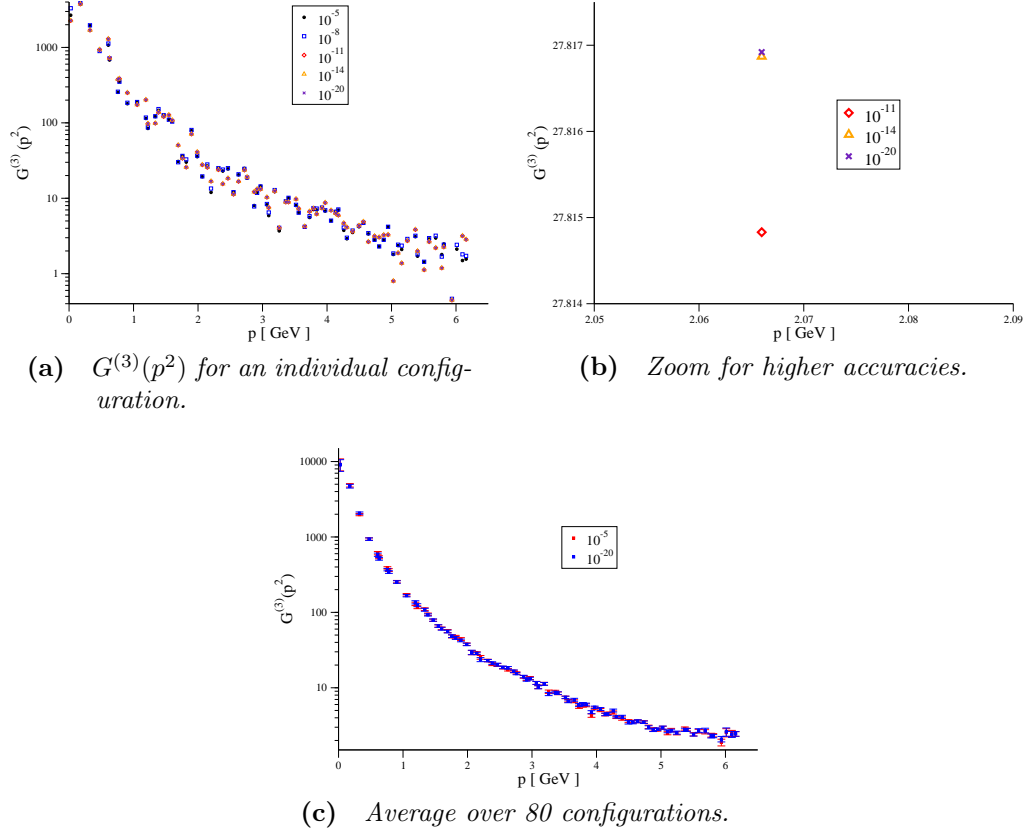 1000
100
10
1
G^(3)(p^2)
0 1 2 3 4 5 6
p [ GeV ]
10^-5
10^-8
10^-11
10^-14
10^-20
(a) G^(3)(p^2) for an individual config-
uration.
27.817
27.816
27.815
27.814
G^(3)(p^2)
2.05 2.06 2.07 2.08 2.09
p [ GeV ]
10^-11
10^-14
10^-20
(b) Zoom for higher accuracies.
10000
1000
100
10
G^(3)(p^2)
0 1 2 3 4 5 6
p [ GeV ]
10^-5
10^-20
(c) Average over 80 configurations.